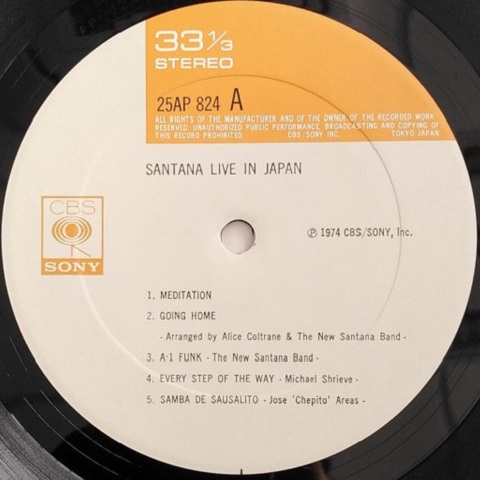 33 1/3
STEREO
25AP 824 A
ALL RIGHTS OF THE MANUFACTURER AND OF THE OWNER OF THE RECORDED WORK
RESERVED. UNAUTHORIZED PUBLIC PERFORMANCE, BROADCASTING AND COPYING OF
THIS RECORD PROHIBITED. CBS/SONY INC. TOKYO JAPAN.
SANTANA LIVE IN JAPAN
CBS
SONY
℗ 1974 CBS/SONY, Inc.
1. MEDITATION
2. GOING HOME
- Arranged by Alice Coltrane & The New Santana Band -
3. A-1 FUNK - The New Santana Band -
4. EVERY STEP OF THE WAY - Michael Shrieve -
5. SAMBA DE SAUSALITO - Jose 'Chepito' Areas -